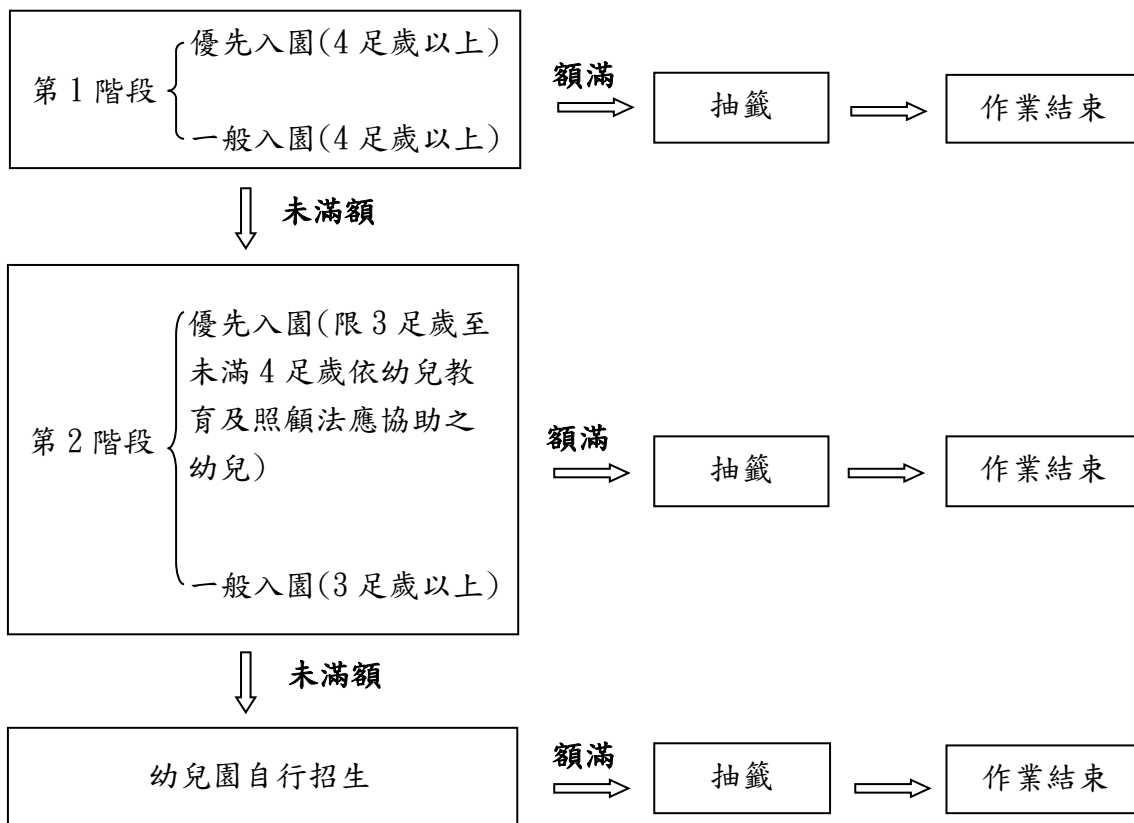 優先入園(4足歲以上)
第1階段
一般入園(4足歲以上)
額滿
抽籤
作業結束
未滿額
優先入園(限3足歲至
未滿4足歲依幼兒教
育及照顧法應協助之
幼兒)
第2階段
一般入園(3足歲以上)
額滿
抽籤
作業結束
未滿額
幼兒園自行招生
額滿
抽籤
作業結束